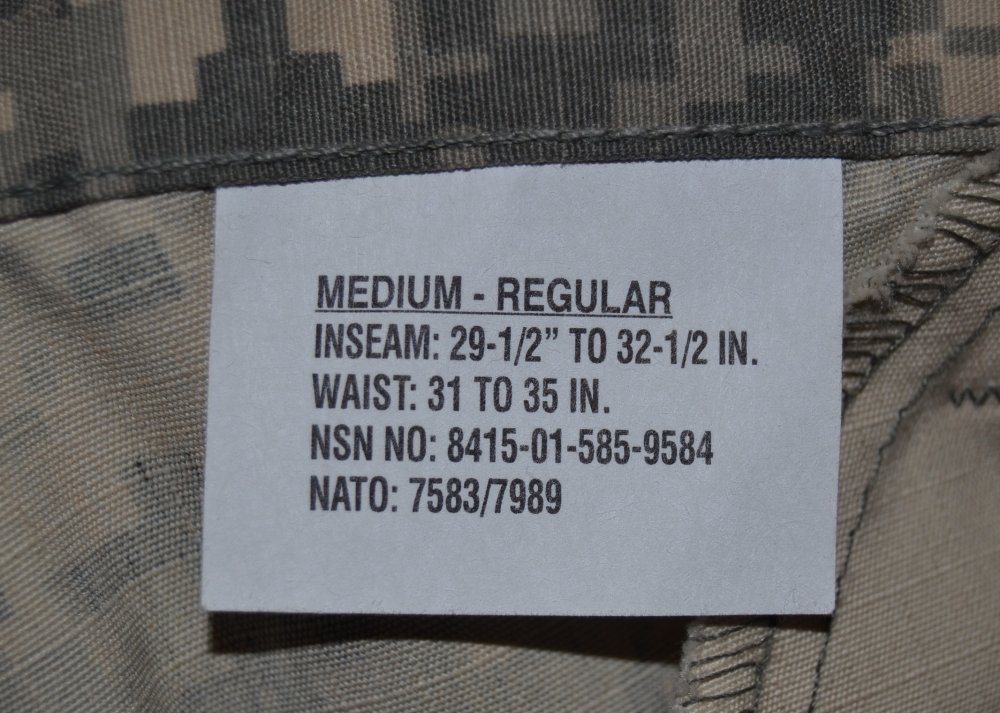 MEDIUM - REGULAR
INSEAM: 29-1/2” TO 32-1/2 IN.
WAIST: 31 TO 35 IN.
NSN NO: 8415-01-585-9584
NATO: 7583/7989